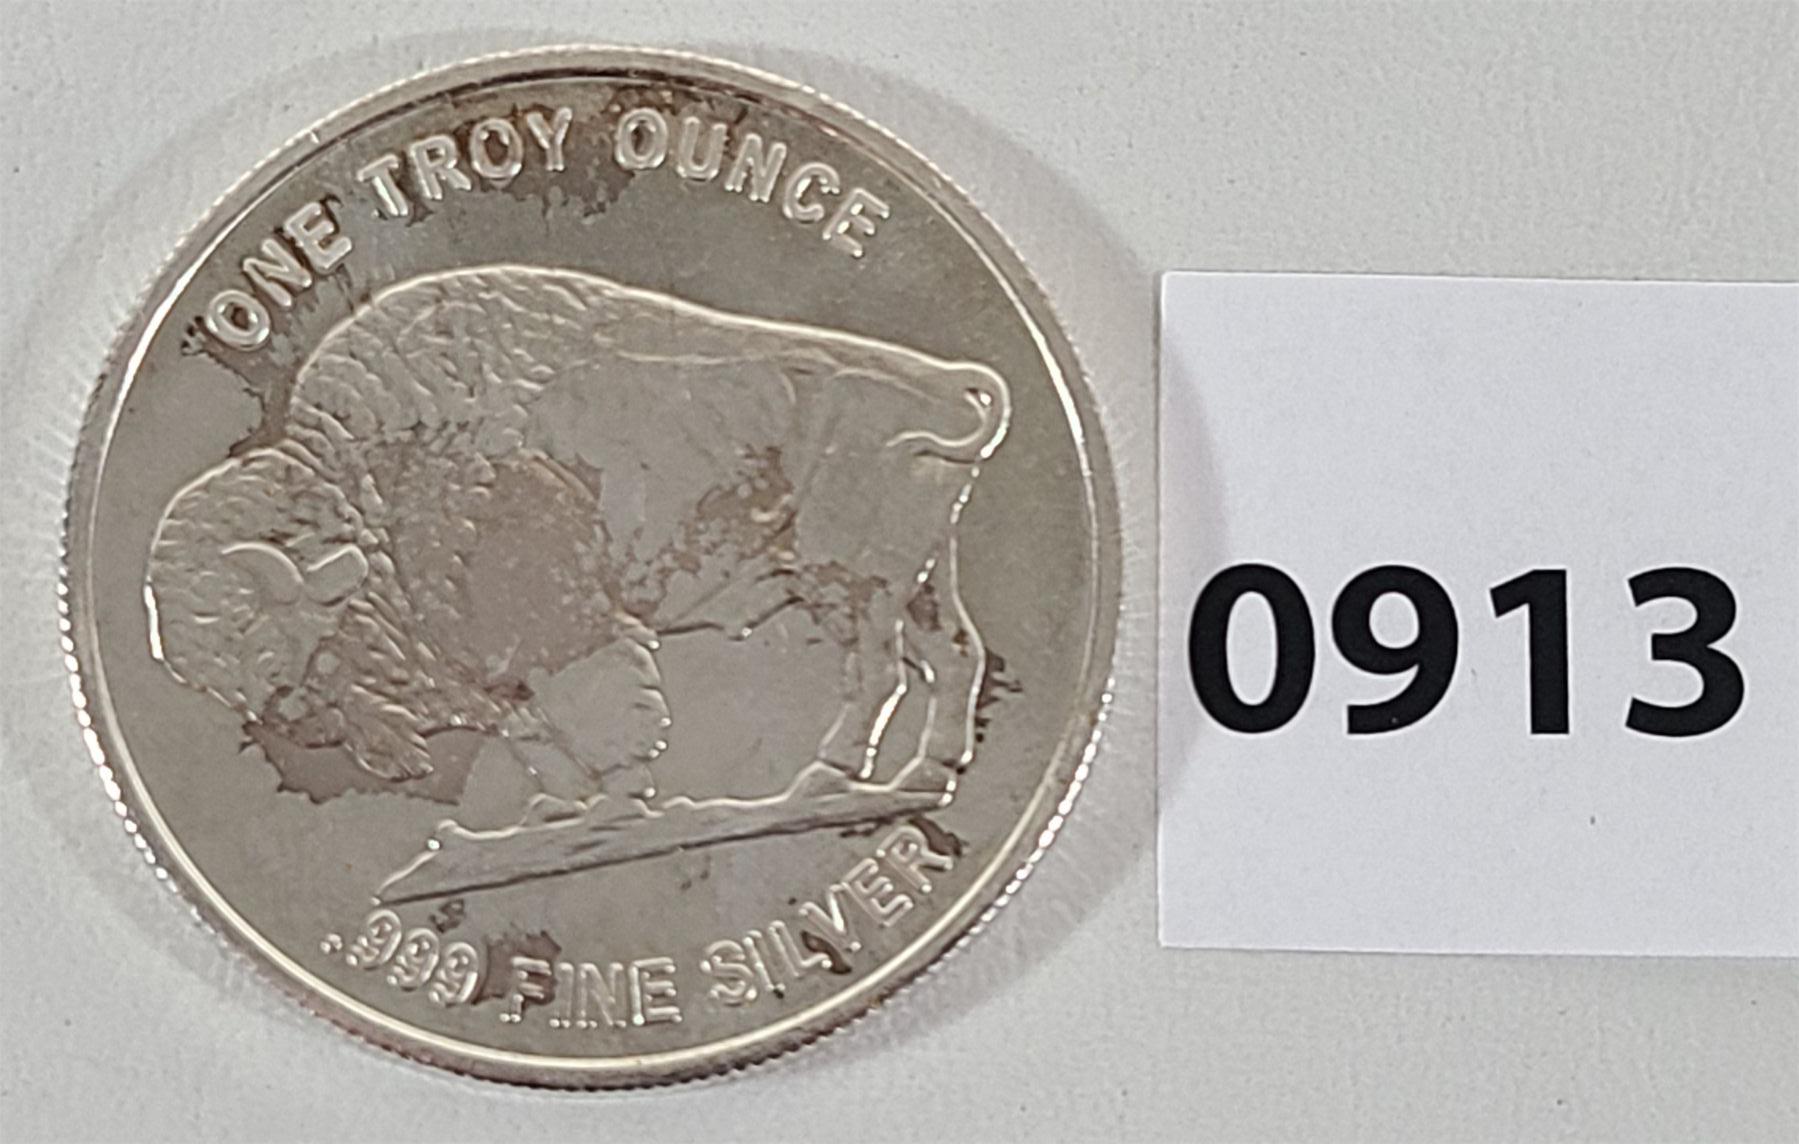 ONE TROY OUNCE
.999 FINE SILVER
0913